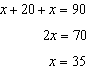 x + 20 + x = 90
2x = 70
x = 35